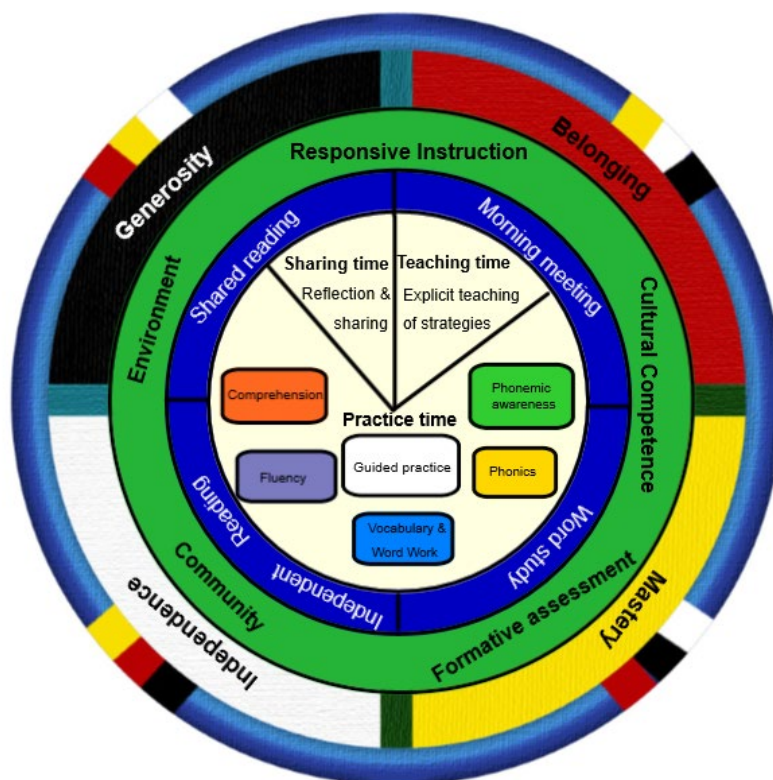 Generosity
Belonging
Mastery
Independence
Responsive Instruction
Cultural Competence
Formative assessment
Community
Environment
Shared reading
Morning meeting
Word study
Independent
Reading
Sharing time
Reflection &
sharing
Teaching time
Explicit teaching
of strategies
Practice time
Comprehension
Phonemic
awareness
Fluency
Guided practice
Phonics
Vocabulary &
Word Work